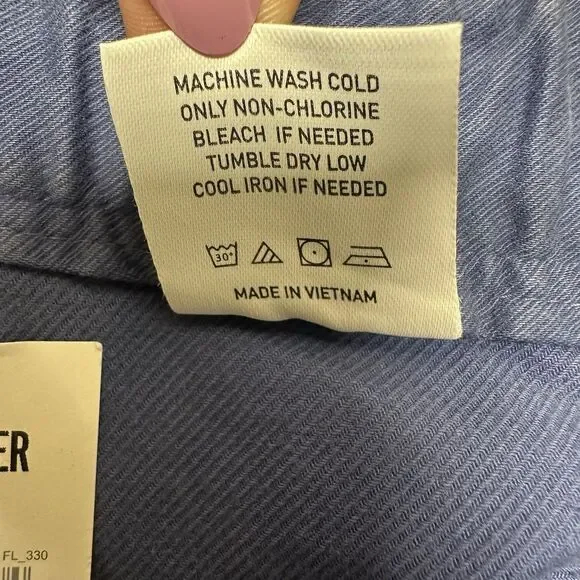 MACHINE WASH COLD
ONLY NON-CHLORINE
BLEACH IF NEEDED
TUMBLE DRY LOW
COOL IRON IF NEEDED
30°
MADE IN VIETNAM
ER
FL_330